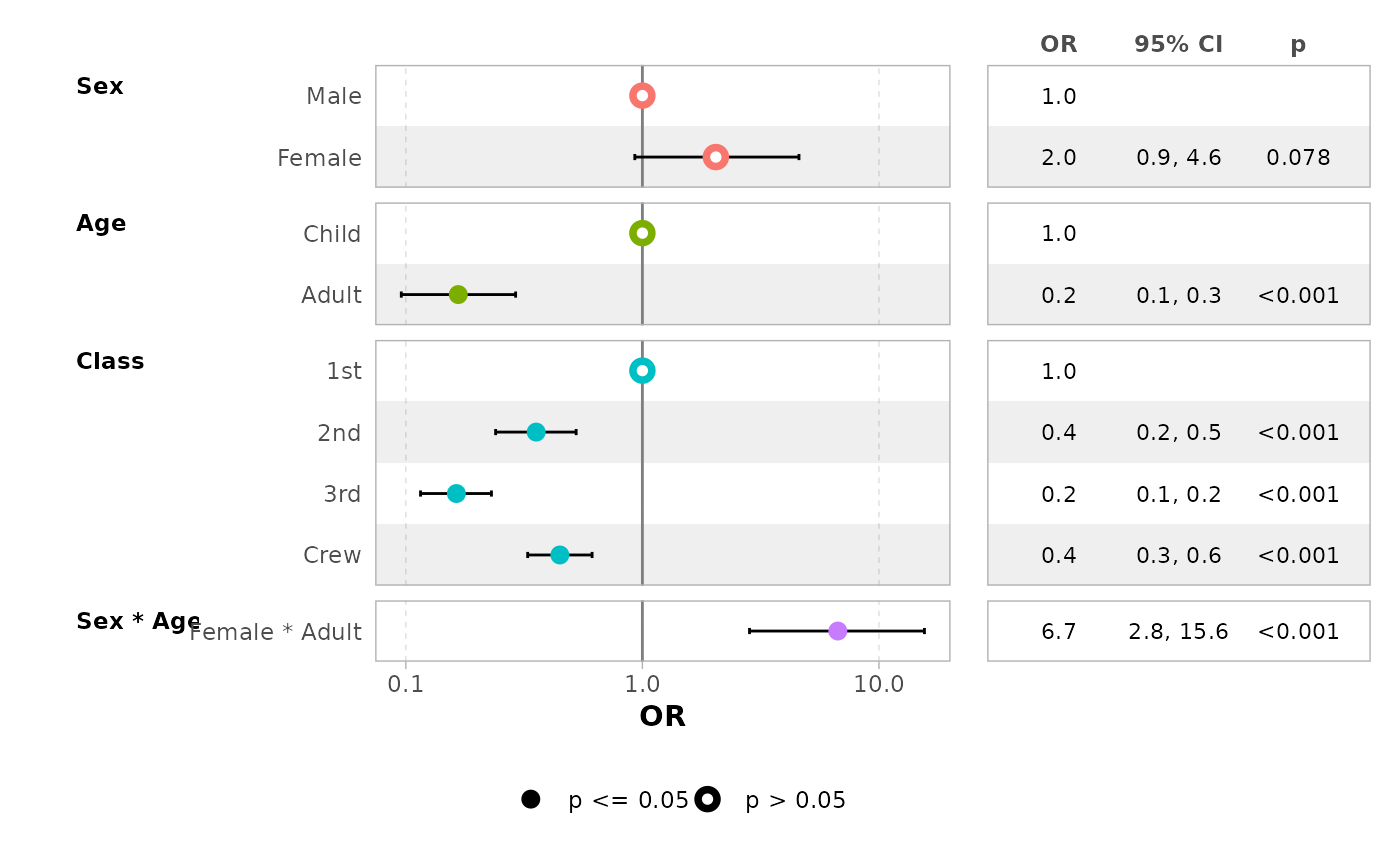 OR 95% CI p
Sex
Male 1.0
Female 2.0 0.9, 4.6 0.078
Age
Child 1.0
Adult 0.2 0.1, 0.3 <0.001
Class
1st 1.0
2nd 0.4 0.2, 0.5 <0.001
3rd 0.2 0.1, 0.2 <0.001
Crew 0.4 0.3, 0.6 <0.001
Sex * Age
Female * Adult 6.7 2.8, 15.6 <0.001
0.1 1.0 10.0
OR
p <= 0.05 p > 0.05